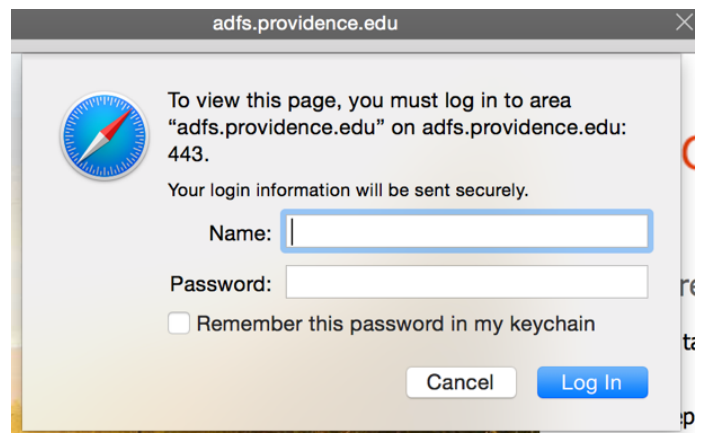 adfs.providence.edu
To view this page, you must log in to area
“adfs.providence.edu” on adfs.providence.edu:
443.
Your login information will be sent securely.
Name:
Password:
Remember this password in my keychain
Cancel Log In